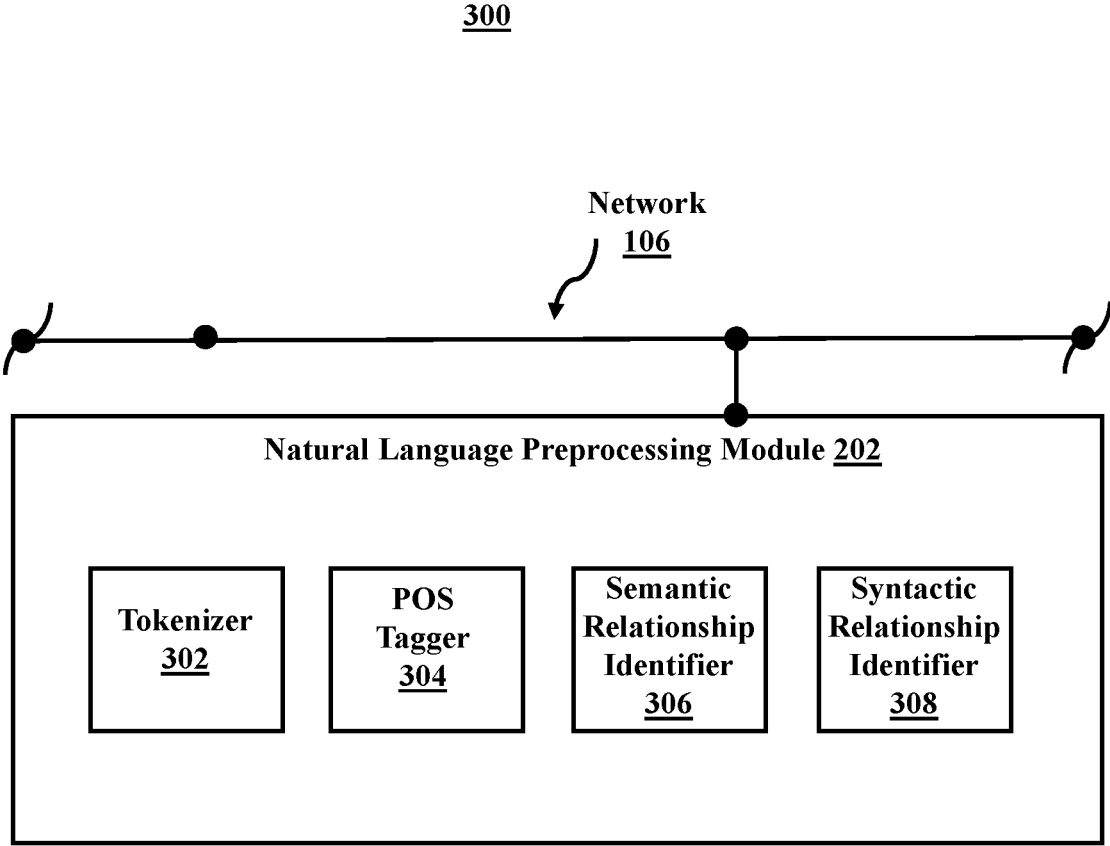 300
Network
106
Natural Language Preprocessing Module 202
Tokenizer
302
POS
Tagger
304
Semantic
Relationship
Identifier
306
Syntactic
Relationship
Identifier
308